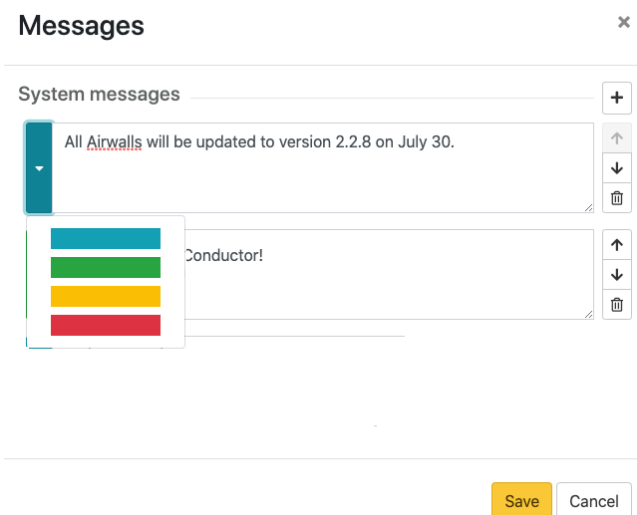 Messages
System messages
All Airwalls will be updated to version 2.2.8 on July 30.
Conductor!
Save
Cancel